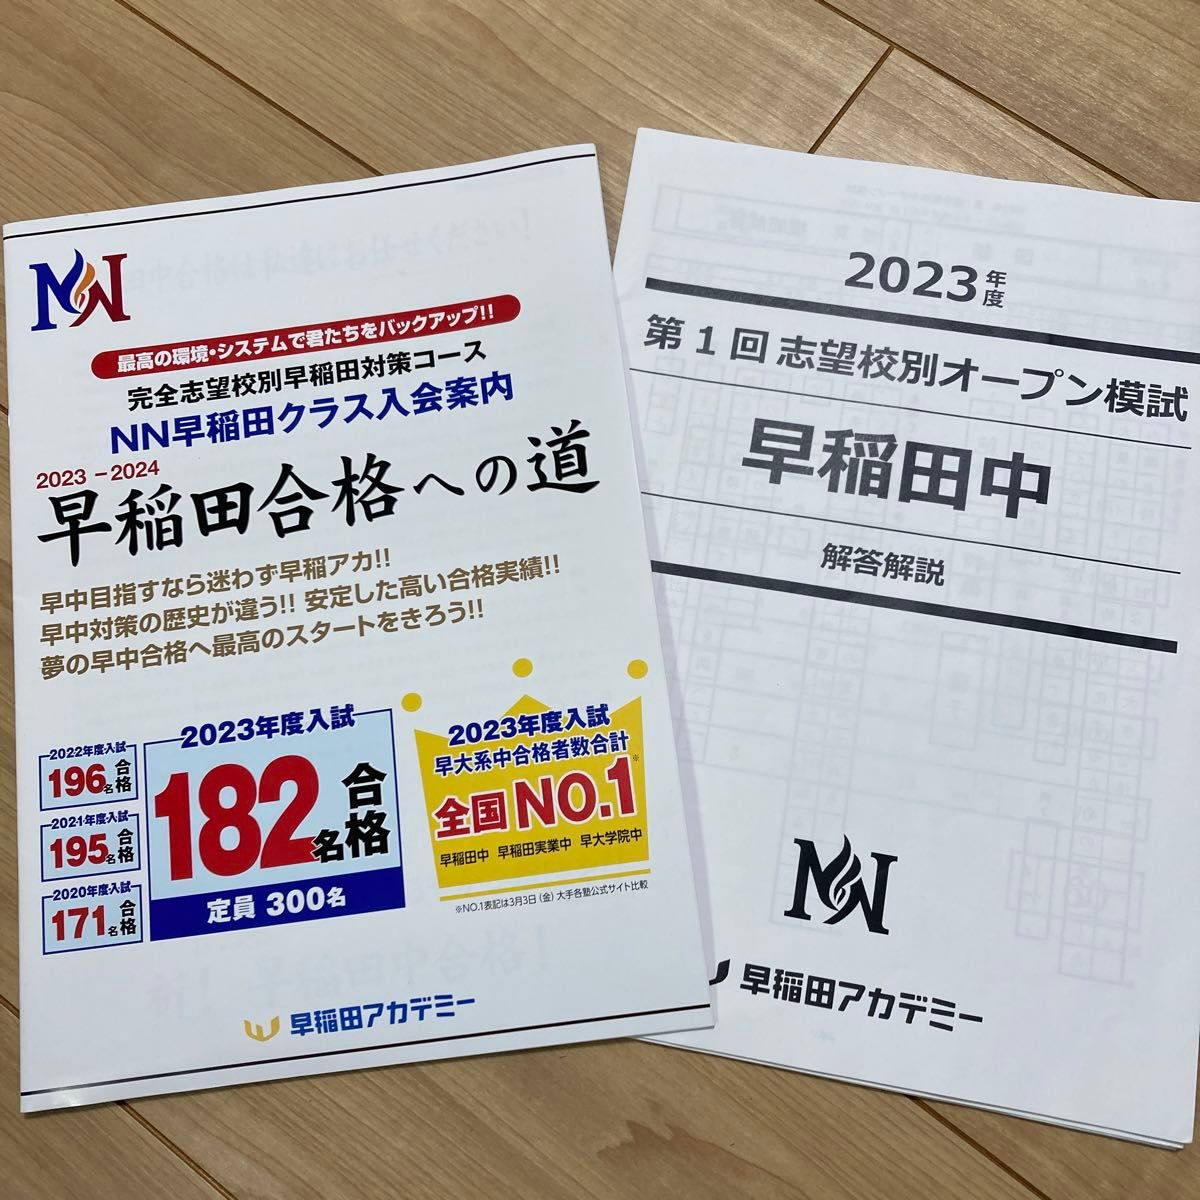 NN
最高の環境・システムで君たちをバックアップ!!
完全志望校別早稲田対策コース
NN早稲田クラス入会案内
2023-2024
早稲田合格への道
早中目指すなら迷わず早稲アカ!!
早中対策の歴史が違う!! 安定した高い合格実績!!
夢の早中合格へ最高のスタートをきろう!!
2022年度入試
196名合格
2021年度入試
195名合格
2020年度入試
171名合格
2023年度入試
182名合格
定員 300名
2023年度入試
早大系中合格者数合計
全国NO.1※
早稲田中 早稲田実業中 早大学院中
※NO.1表記は3月3日(金)大手各塾公式サイト比較
早稲田アカデミー
2023年度
第1回 志望校別オープン模試
早稲田中
解答解説
NN
早稲田アカデミー